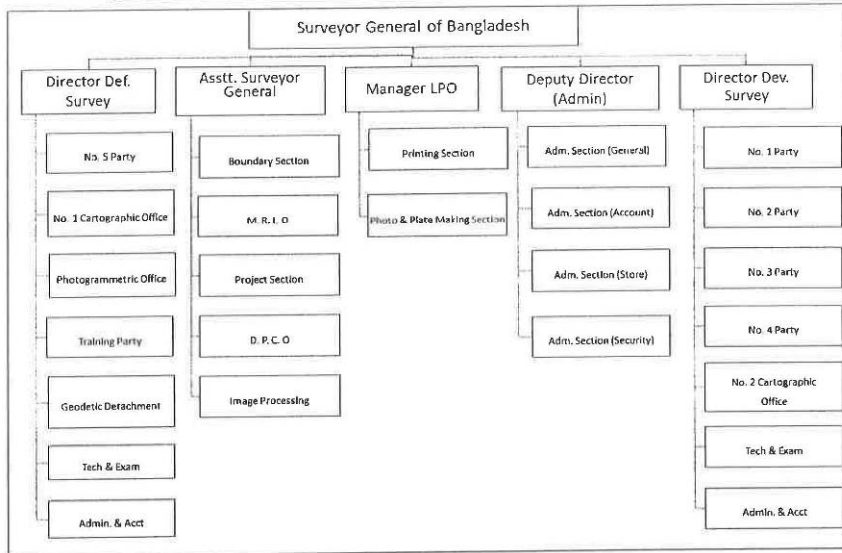 Surveyor General of Bangladesh
Director Def.
Survey
Asstt. Surveyor
General
Manager LPO
Deputy Director
(Admin)
Director Dev.
Survey
No. 5 Party
No. 1 Cartographic Office
Photogrammetric Office
Training Party
Geodetic Detachment
Tech & Exam
Admin. & Acct
Boundary Section
M. R. I. O
Project Section
D. P. C. O
Image Processing
Printing Section
Photo & Plate Making Section
Adm. Section (General)
Adm. Section (Account)
Adm. Section (Store)
Adm. Section (Security)
No. 1 Party
No. 2 Party
No. 3 Party
No. 4 Party
No. 2 Cartographic
Office
Tech & Exam
Admin. & Acct